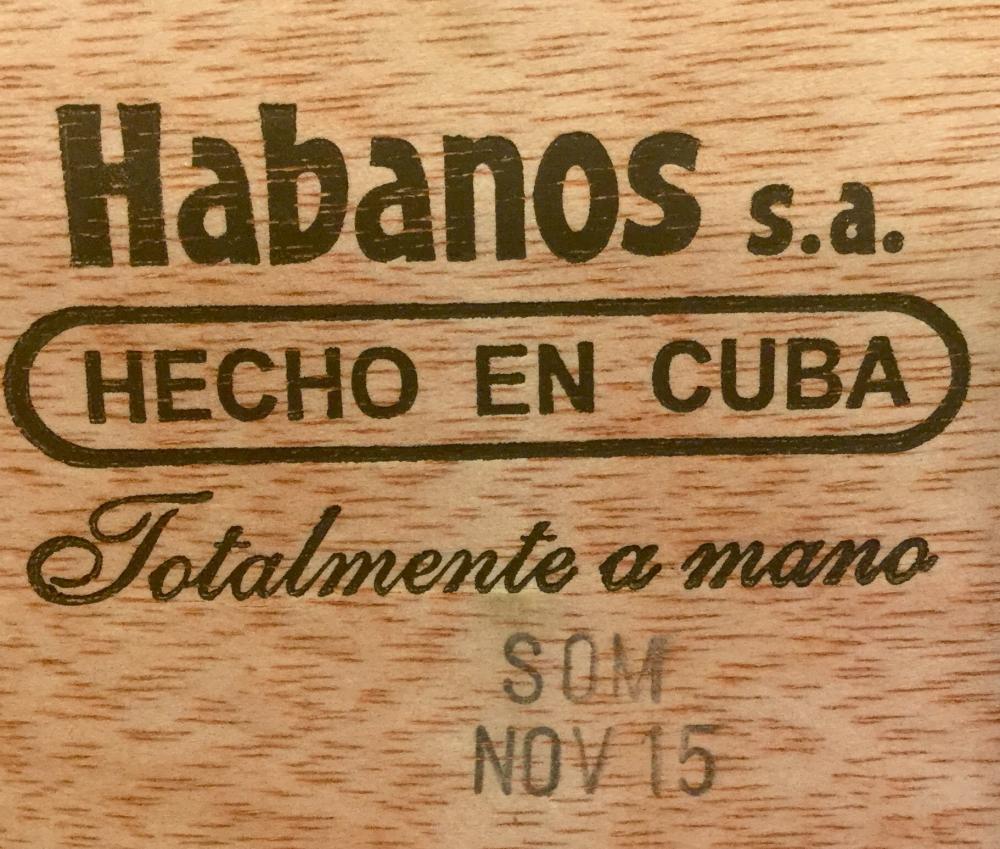 Habanos s.a.
HECHO EN CUBA
Totalmente a mano
SOM
NOV 15